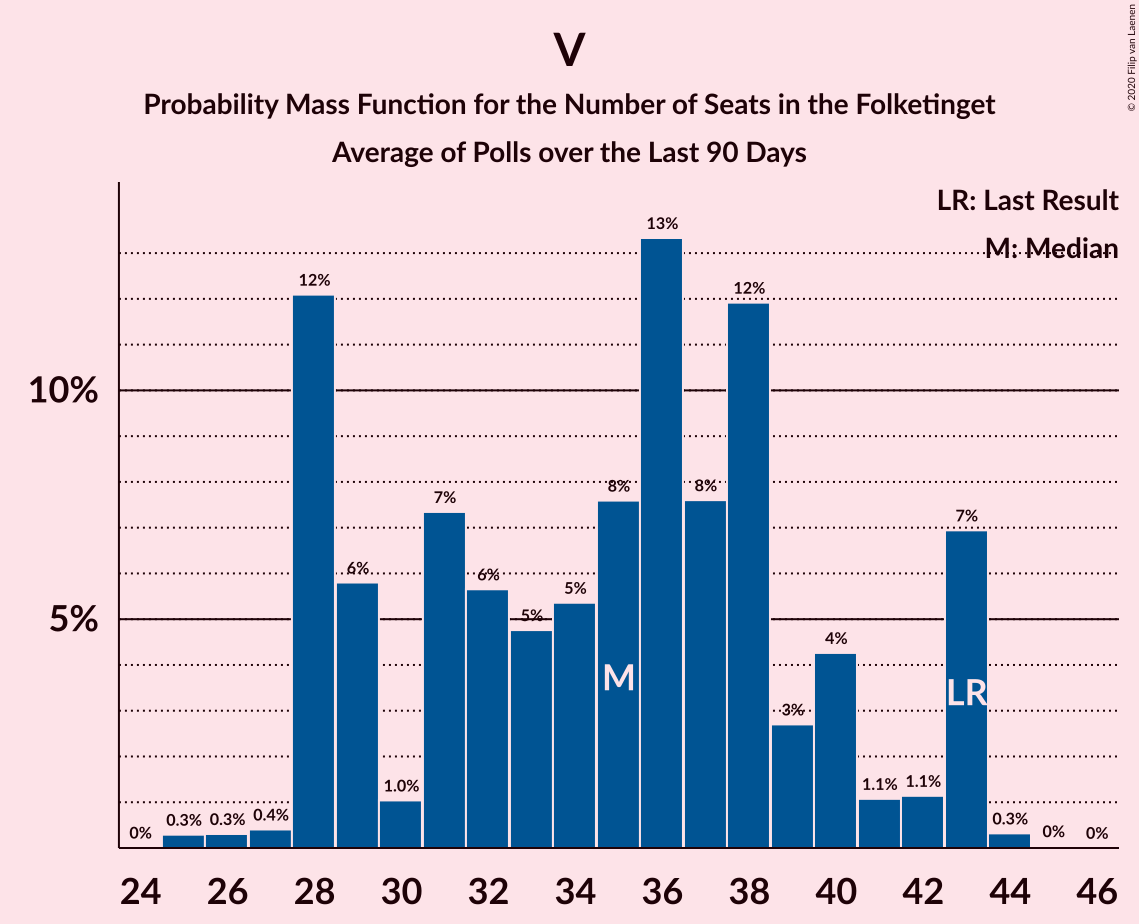 V
Probability Mass Function for the Number of Seats in the Folketinget
Average of Polls over the Last 90 Days
© 2020 Filip van Laenen
LR: Last Result
M: Median
13%
12%
12%
10%
8%
8%
7%
7%
6%
6%
5%
5%
5%
4%
M
LR
3%
1.0%
1.1%
1.1%
0%
0.3%
0.3%
0.4%
0.3%
0%
0%
24 26 28 30 32 34 36 38 40 42 44 46